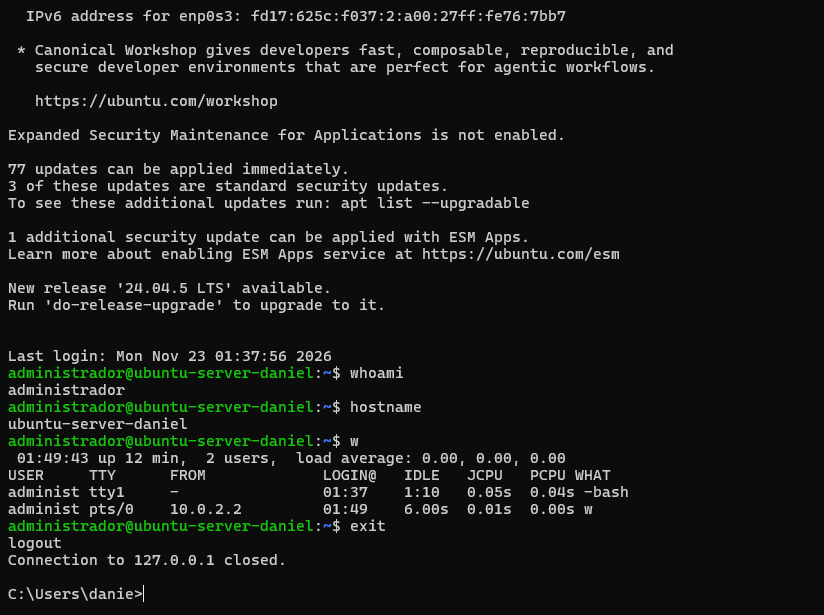 IPv6 address for enp0s3: fd17:625c:f037:2:a00:27ff:fe76:7bb7
* Canonical Workshop gives developers fast, composable, reproducible, and
secure developer environments that are perfect for agentic workflows.
https://ubuntu.com/workshop
Expanded Security Maintenance for Applications is not enabled.
77 updates can be applied immediately.
3 of these updates are standard security updates.
To see these additional updates run: apt list --upgradable
1 additional security update can be applied with ESM Apps.
Learn more about enabling ESM Apps service at https://ubuntu.com/esm
New release '24.04.5 LTS' available.
Run 'do-release-upgrade' to upgrade to it.
Last login: Mon Nov 23 01:37:56 2026
administrador@ubuntu-server-daniel:~$ whoami
administrador
administrador@ubuntu-server-daniel:~$ hostname
ubuntu-server-daniel
administrador@ubuntu-server-daniel:~$ w
 01:49:43 up 12 min,  2 users,  load average: 0.00, 0.00, 0.00
USER     TTY      FROM             LOGIN@   IDLE   JCPU   PCPU WHAT
administ tty1     -                01:37    1:10   0.05s  0.04s -bash
administ pts/0    10.0.2.2         01:49    6.00s  0.01s  0.00s w
administrador@ubuntu-server-daniel:~$ exit
logout
Connection to 127.0.0.1 closed.
C:\Users\danie>